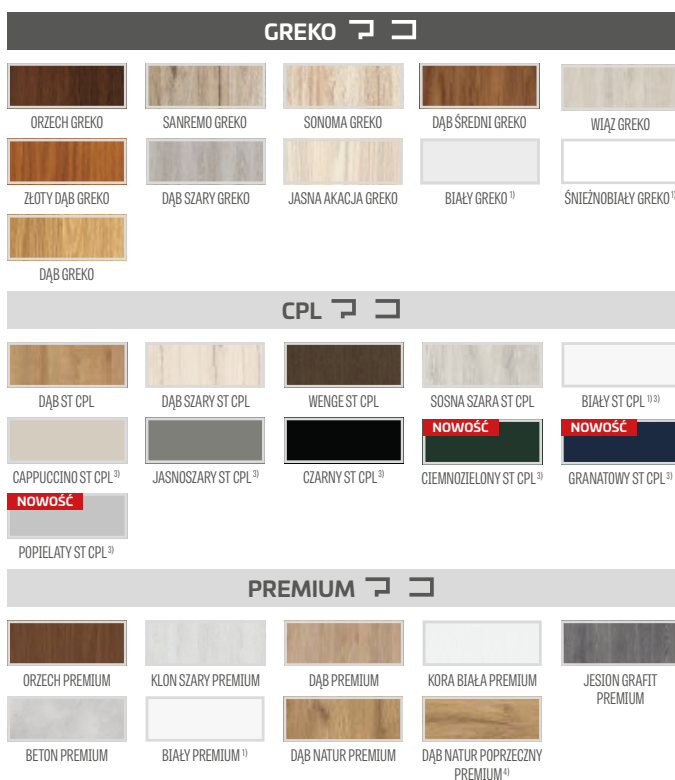 GREKO
ORZECH GREKO
SANREMO GREKO
SONOMA GREKO
DĄB ŚREDNI GREKO
WIĄZ GREKO
ZŁOTY DĄB GREKO
DĄB SZARY GREKO
JASNA AKACJA GREKO
BIAŁY GREKO 1)
ŚNIEŻNOBIAŁY GREKO 1)
DĄB GREKO
CPL
DĄB ST CPL
DĄB SZARY ST CPL
WENGE ST CPL
SOSNA SZARA ST CPL
BIAŁY ST CPL 1) 3)
NOWOŚĆ
NOWOŚĆ
CAPPUCCINO ST CPL 3)
JASNOSZARY ST CPL 3)
CZARNY ST CPL 3)
CIEMNOZIELONY ST CPL 3)
GRANATOWY ST CPL 3)
NOWOŚĆ
POPIELATY ST CPL 3)
PREMIUM
ORZECH PREMIUM
KLON SZARY PREMIUM
DĄB PREMIUM
KORA BIAŁA PREMIUM
JESION GRAFIT
PREMIUM
BETON PREMIUM
BIAŁY PREMIUM 1)
DĄB NATUR PREMIUM
DĄB NATUR POPRZECZNY
PREMIUM 4)